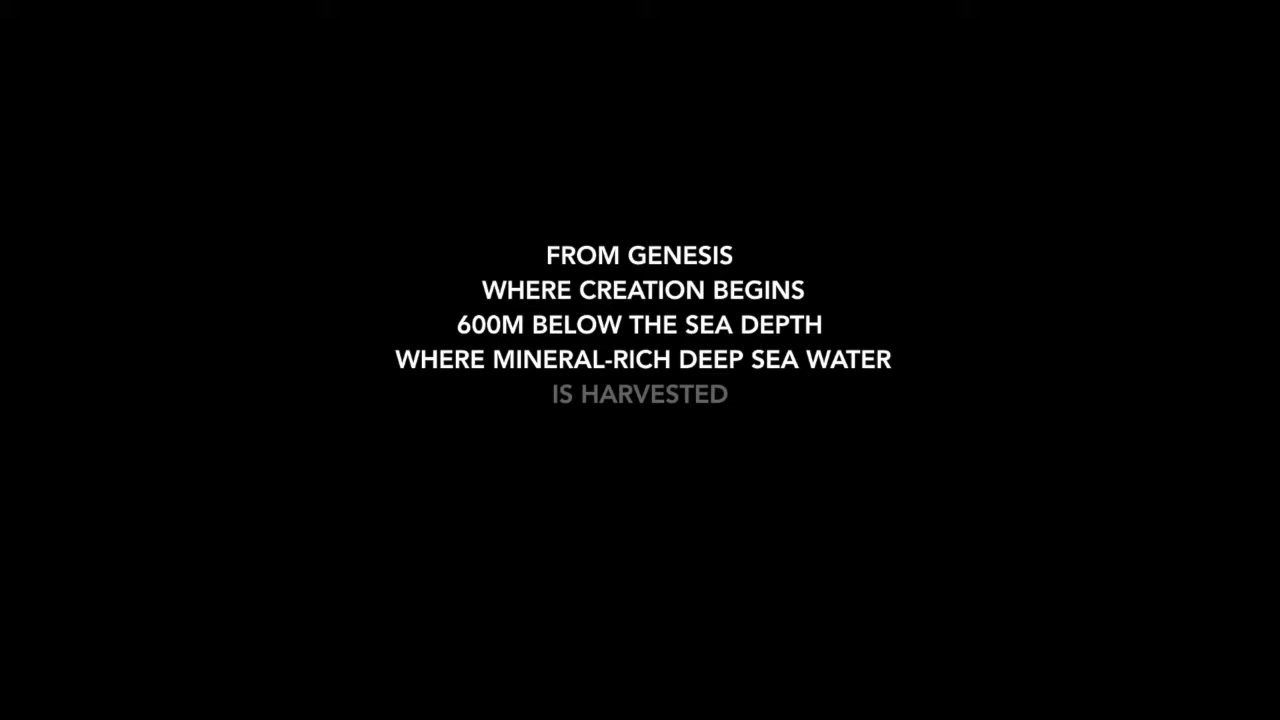 FROM GENESIS
WHERE CREATION BEGINS
600M BELOW THE SEA DEPTH
WHERE MINERAL-RICH DEEP SEA WATER
IS HARVESTED